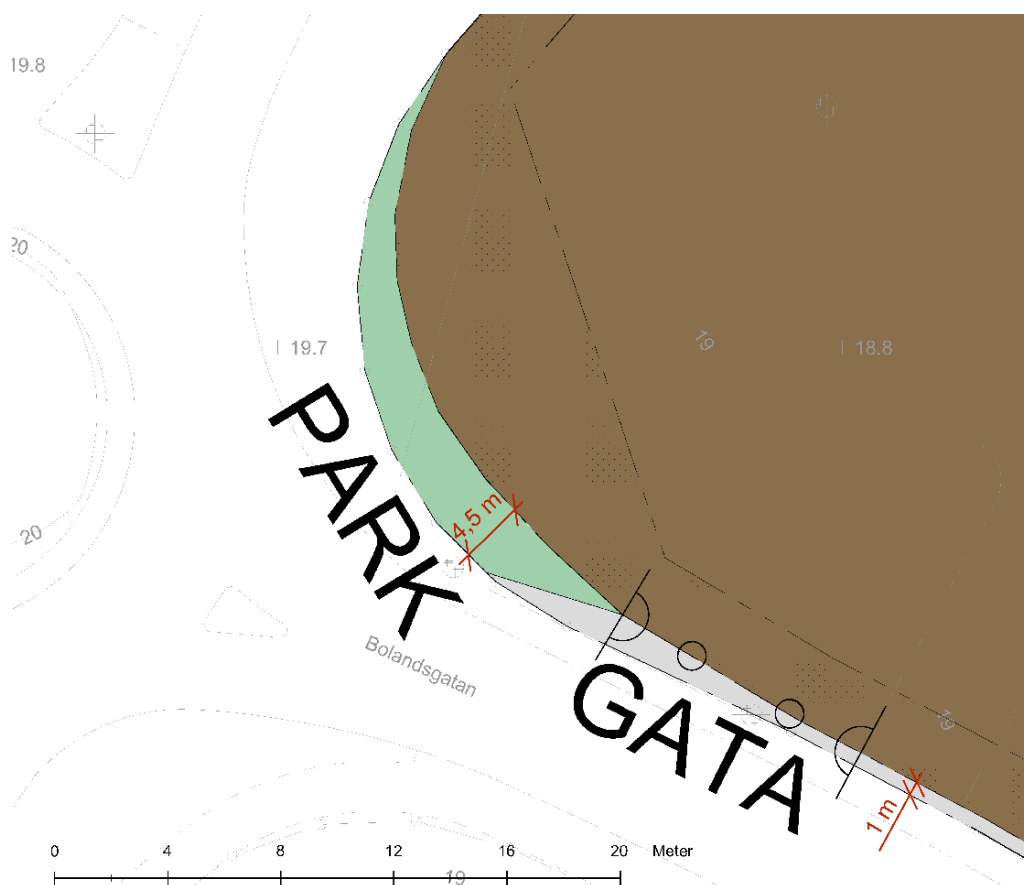 19.8
20
19.7
19
18.8
PARK
4,5 m
20
Bolandsgatan
GATA
19
1 m
0 4 8 12 16 20 Meter
19